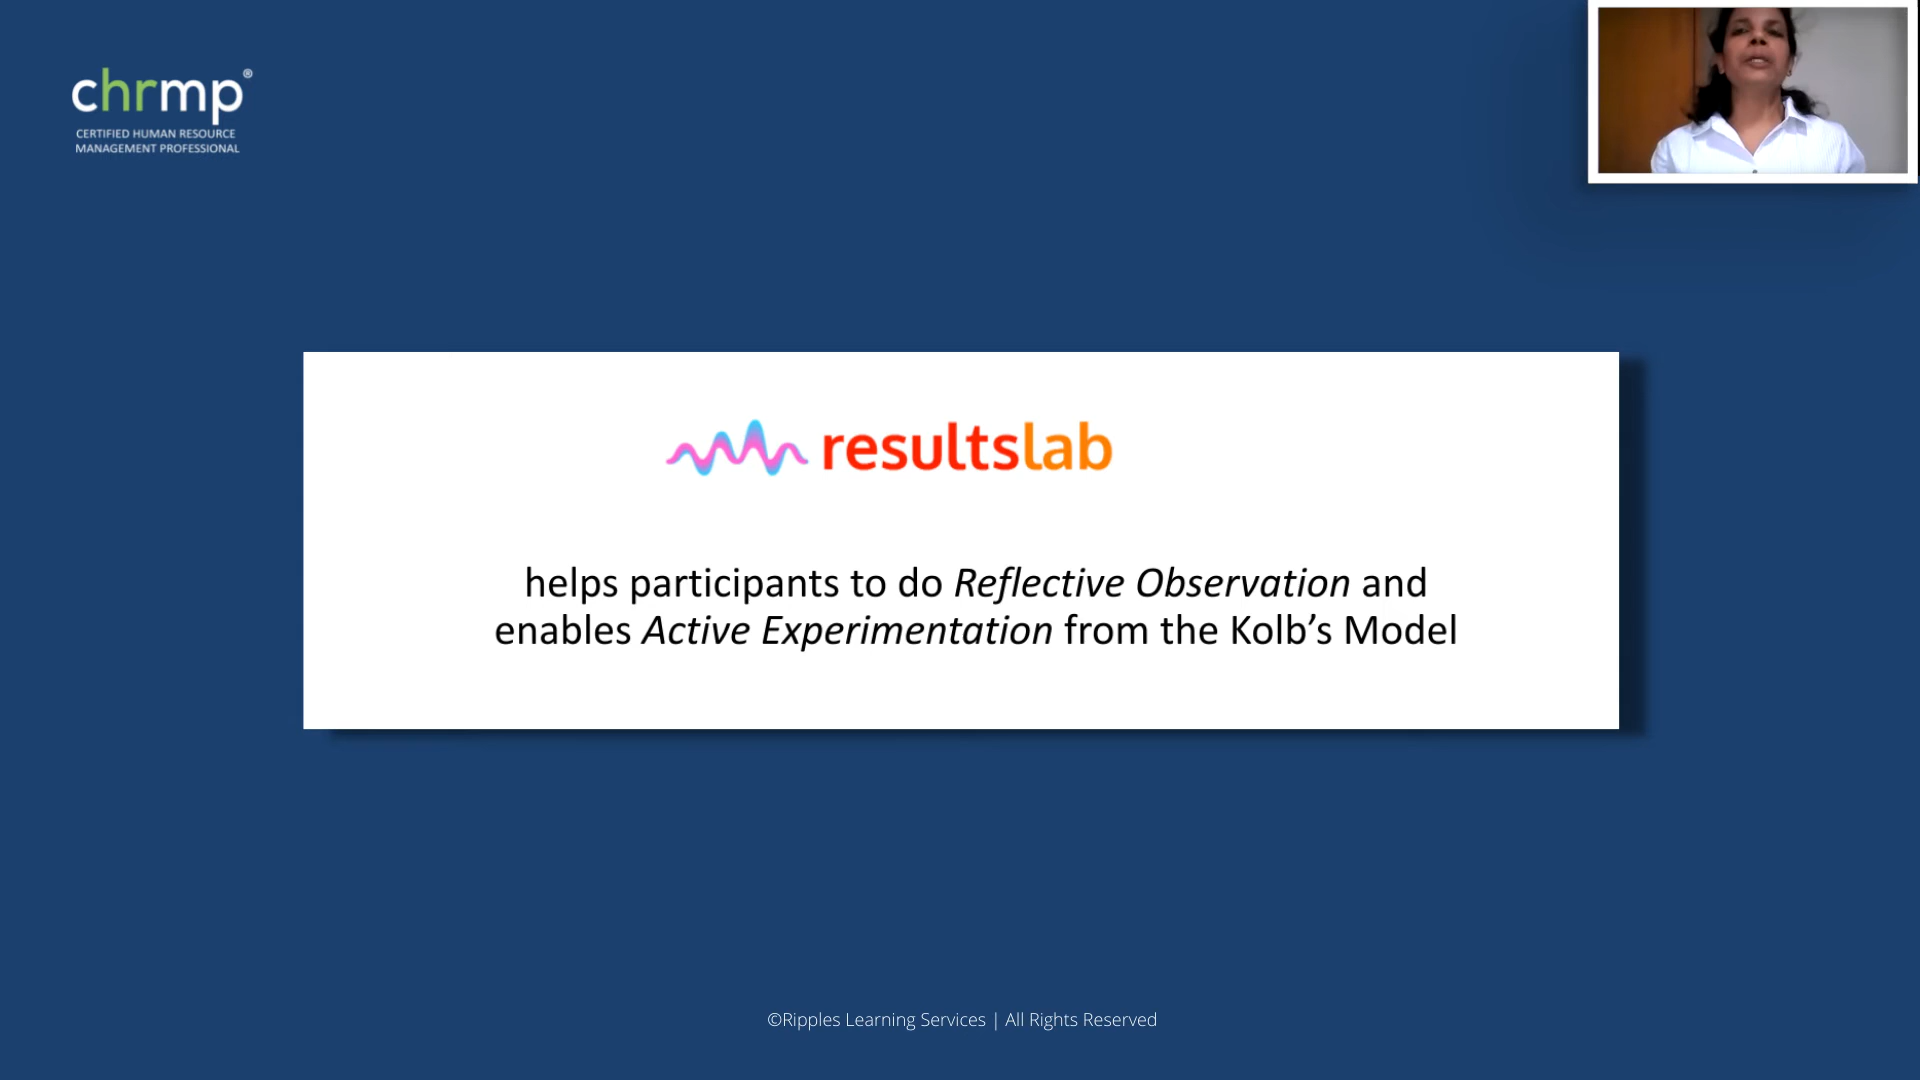 chrmp®
CERTIFIED HUMAN RESOURCE
MANAGEMENT PROFESSIONAL
resultslab
helps participants to do Reflective Observation and
enables Active Experimentation from the Kolb’s Model
©Ripples Learning Services | All Rights Reserved